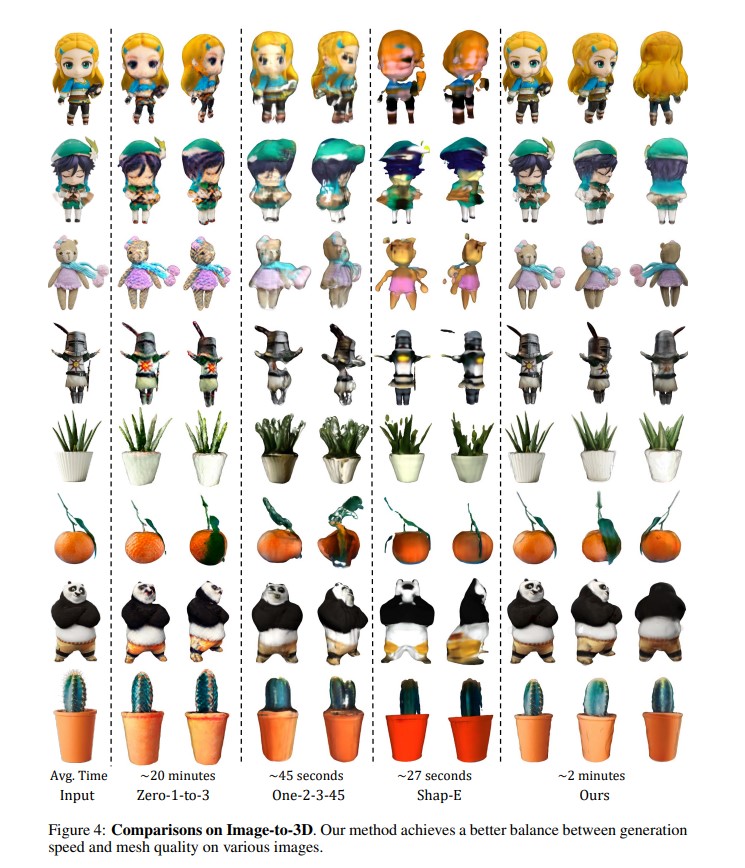 Avg. Time ~20 minutes ~45 seconds ~27 seconds ~2 minutes
Input Zero-1-to-3 One-2-3-45 Shap-E Ours
Figure 4: Comparisons on Image-to-3D. Our method achieves a better balance between generation
speed and mesh quality on various images.